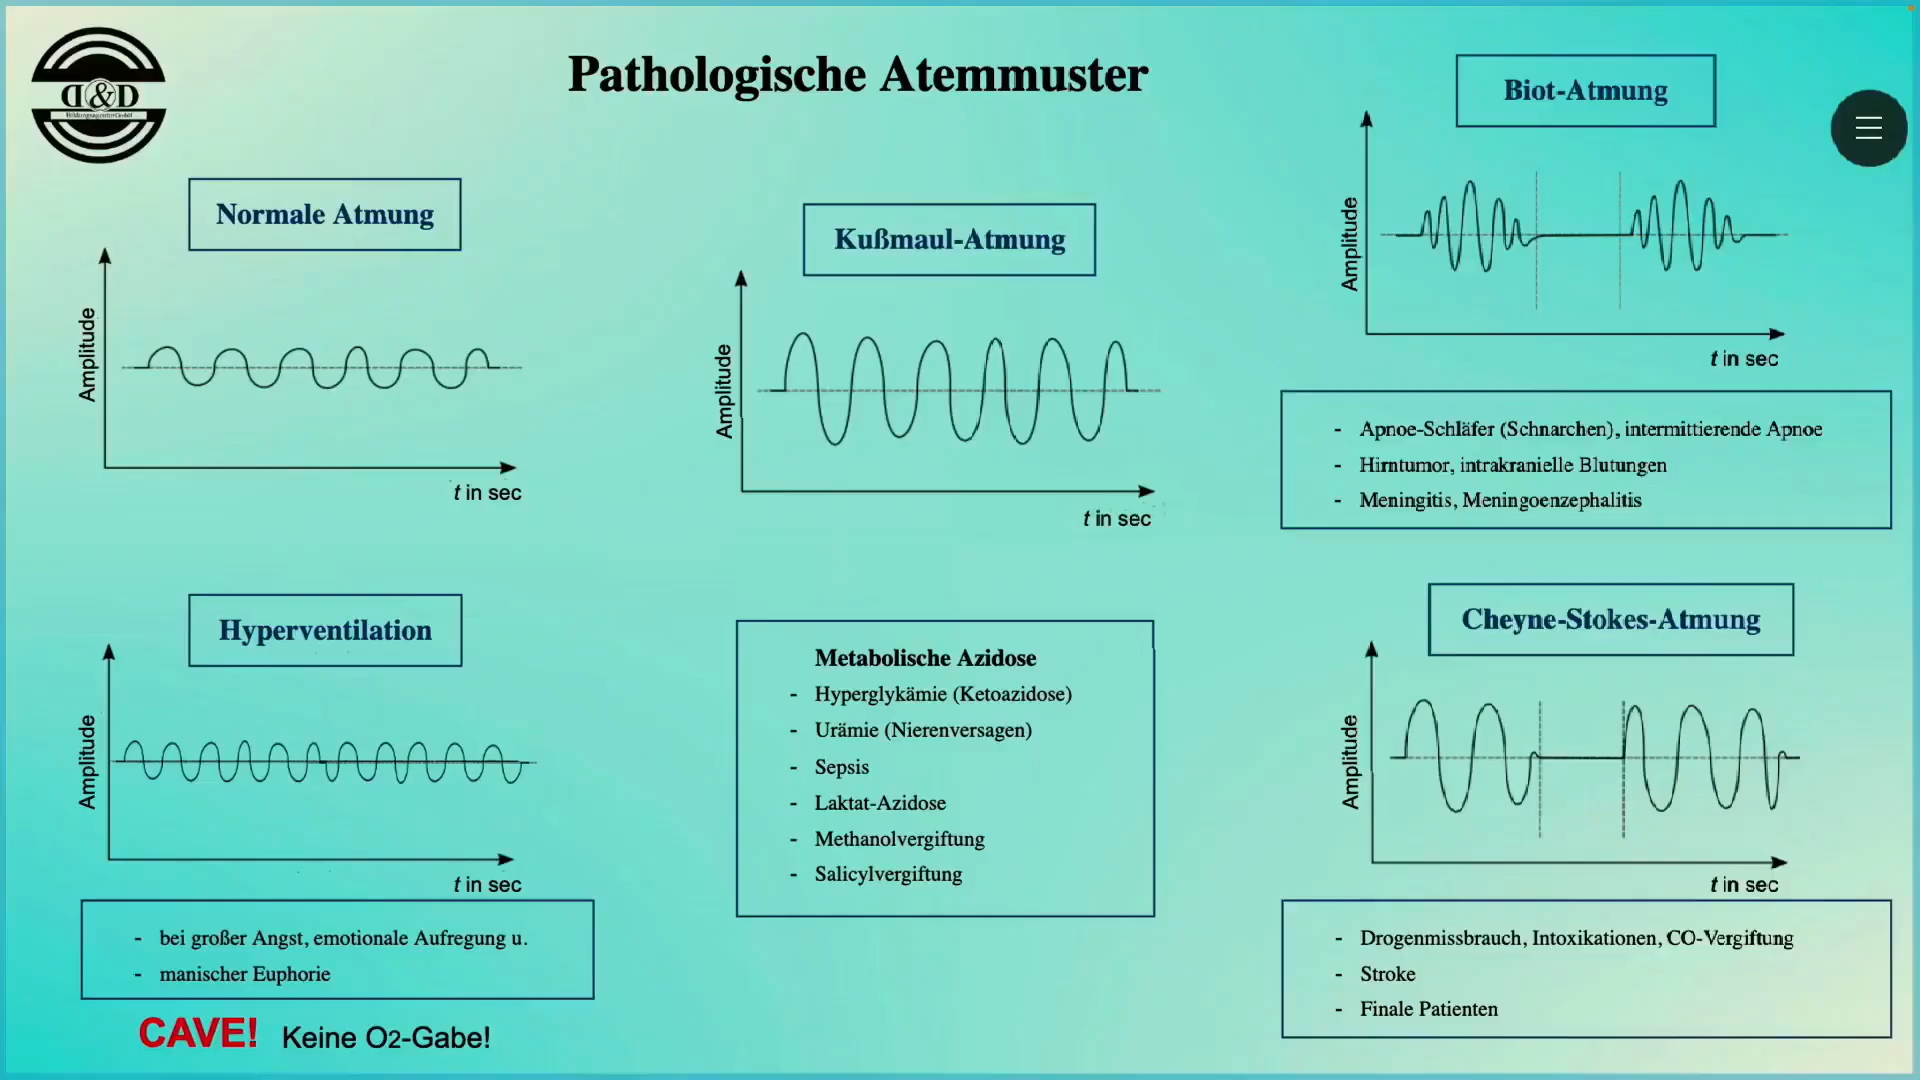 D&D
Pathologische Atemmuster
Normale Atmung
Amplitude
t in sec
Hyperventilation
Amplitude
t in sec
- bei großer Angst, emotionale Aufregung u.
- manischer Euphorie
CAVE! Keine O2-Gabe!
Kußmaul-Atmung
Amplitude
t in sec
Metabolische Azidose
- Hyperglykämie (Ketoazidose)
- Urämie (Nierenversagen)
- Sepsis
- Laktat-Azidose
- Methanolvergiftung
- Salicylvergiftung
Biot-Atmung
Amplitude
t in sec
- Apnoe-Schläfer (Schnarchen), intermittierende Apnoe
- Hirntumor, intrakranielle Blutungen
- Meningitis, Meningoenzephalitis
Cheyne-Stokes-Atmung
Amplitude
t in sec
- Drogenmissbrauch, Intoxikationen, CO-Vergiftung
- Stroke
- Finale Patienten